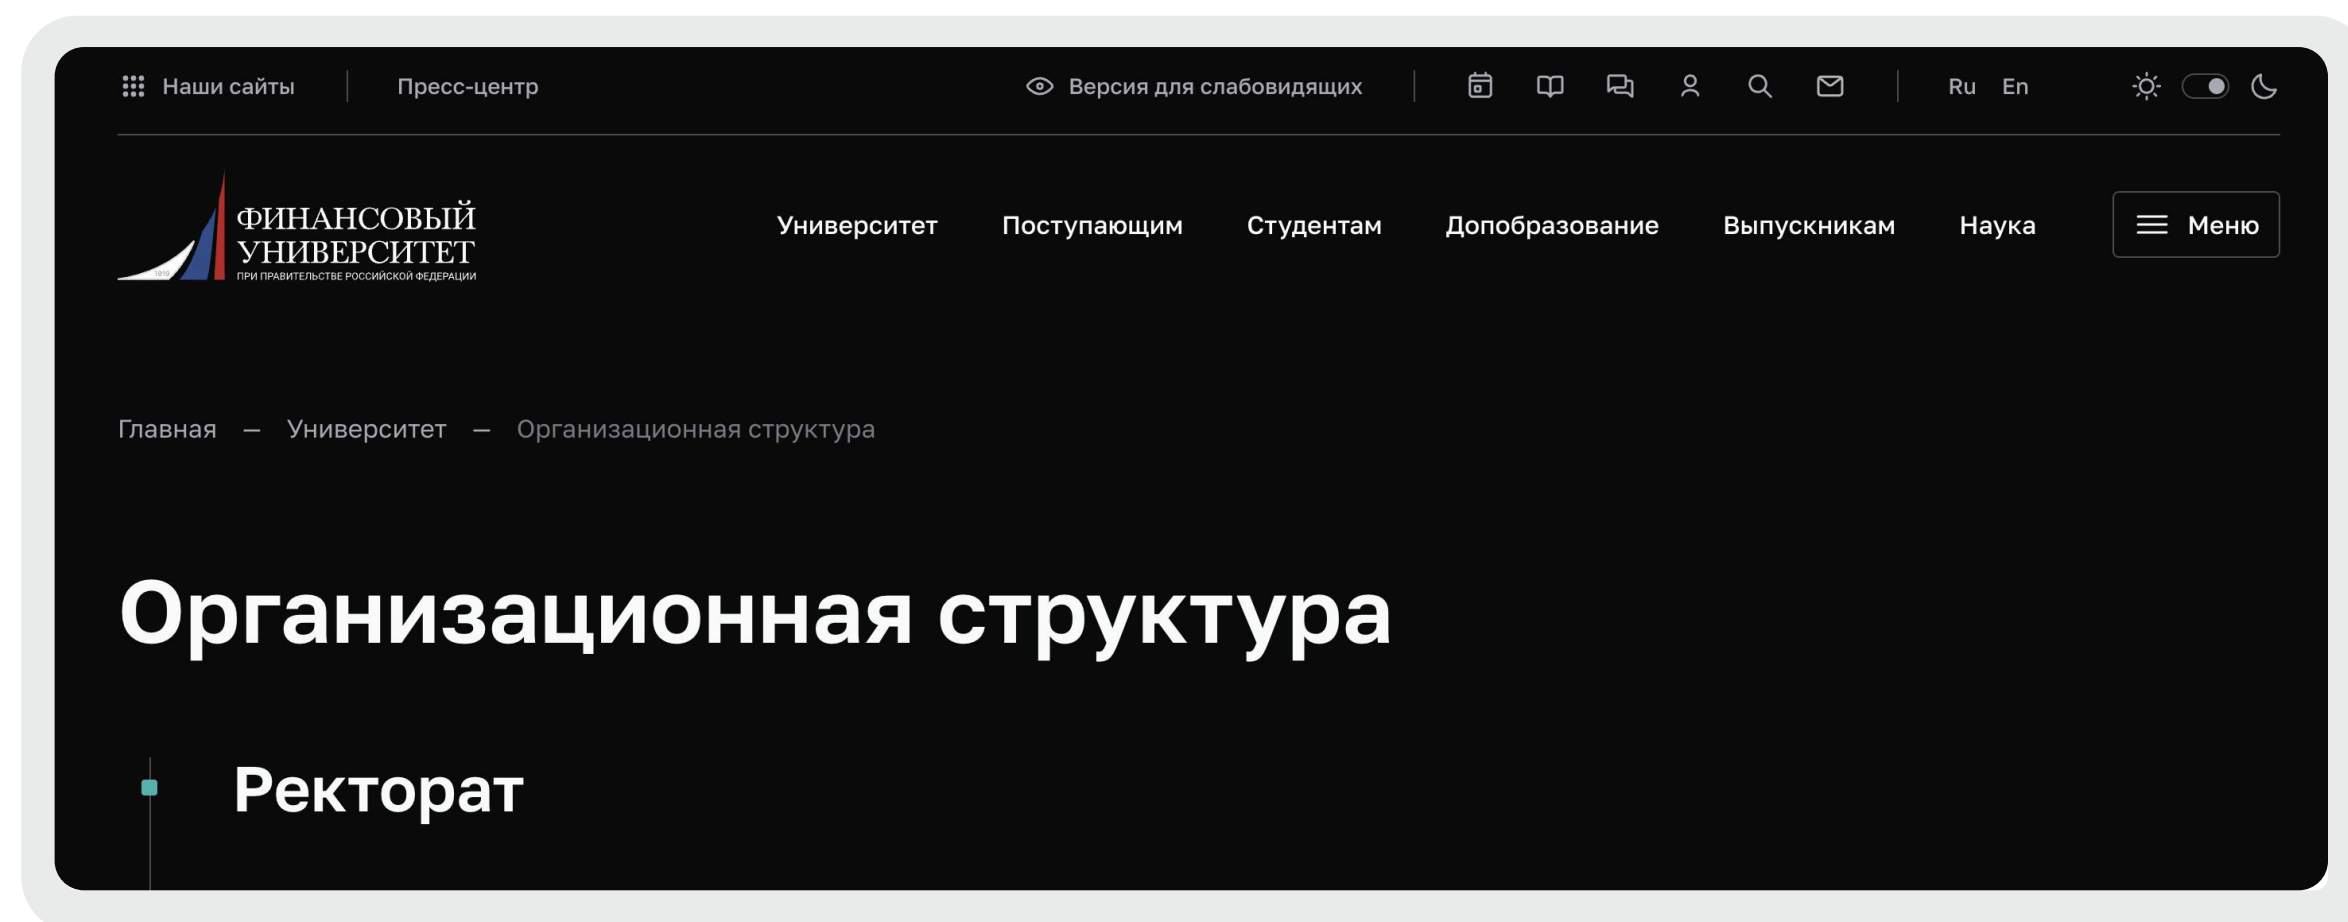 Наши сайты
Пресс-центр
Версия для слабовидящих
Ru En
1919
ФИНАНСОВЫЙ
УНИВЕРСИТЕТ
ПРИ ПРАВИТЕЛЬСТВЕ РОССИЙСКОЙ ФЕДЕРАЦИИ
Университет
Поступающим
Студентам
Допобразование
Выпускникам
Наука
Меню
Главная — Университет — Организационная структура
Организационная структура
Ректорат